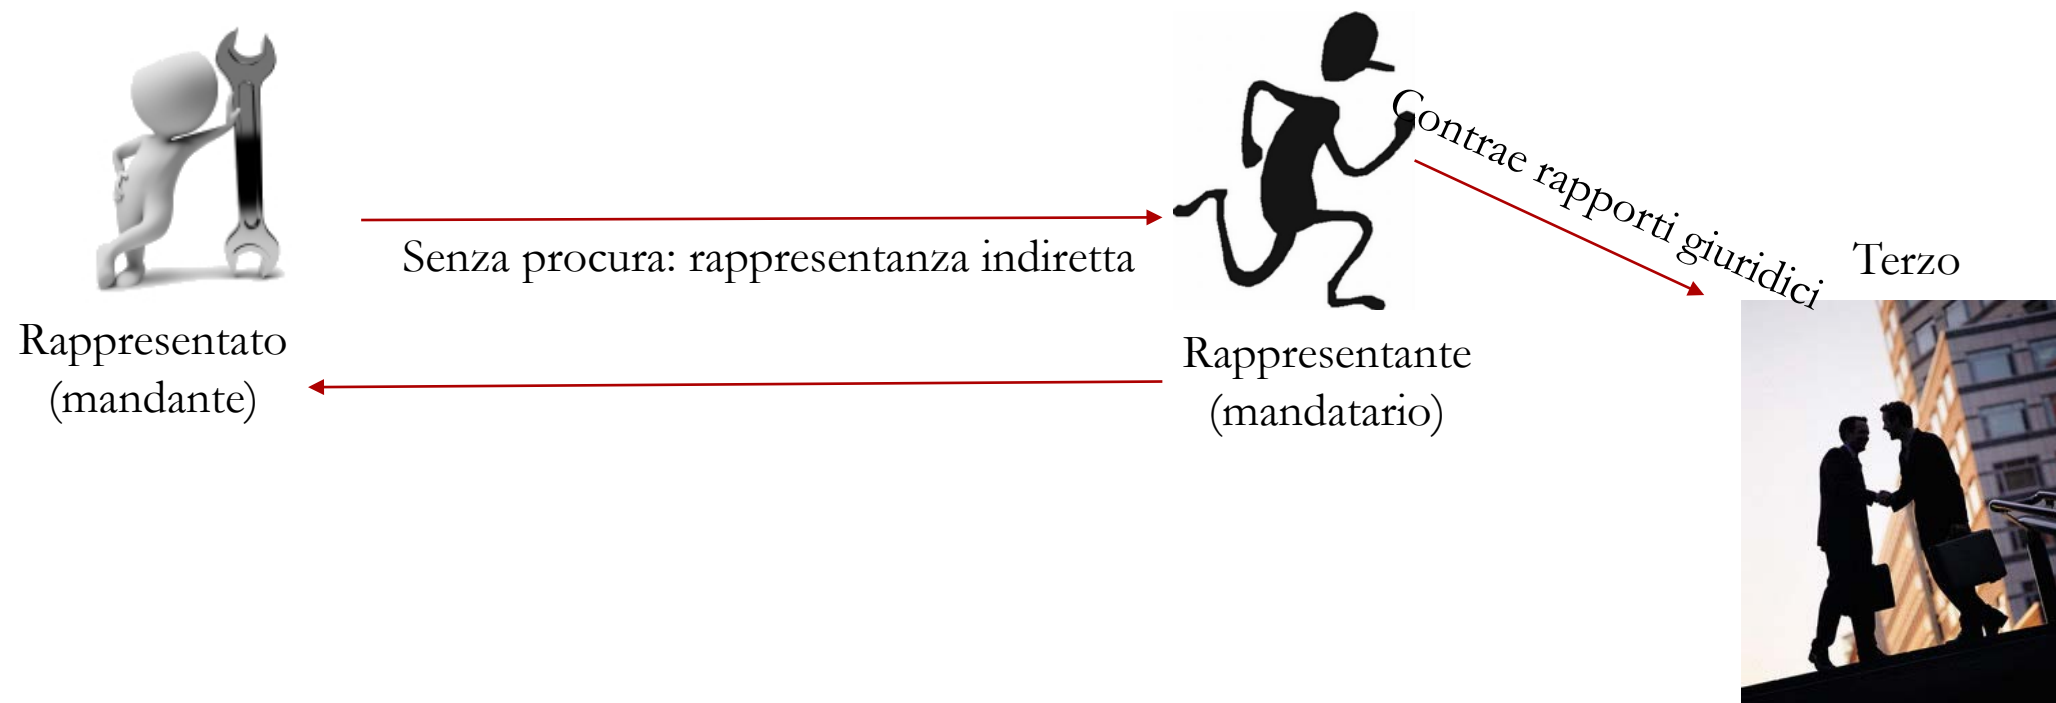 Contrae rapporti giuridici
Senza procura: rappresentanza indiretta
Terzo
Rappresentato
(mandante)
Rappresentante
(mandatario)